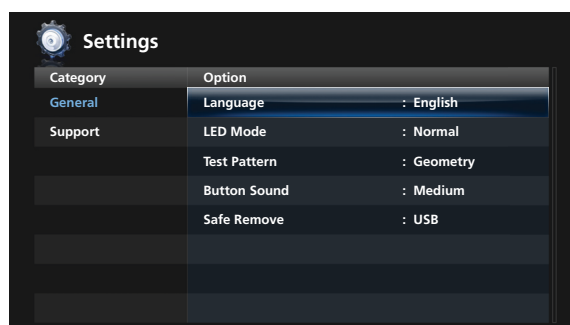 Settings
Category Option
General Language : English
Support LED Mode : Normal
Test Pattern : Geometry
Button Sound : Medium
Safe Remove : USB